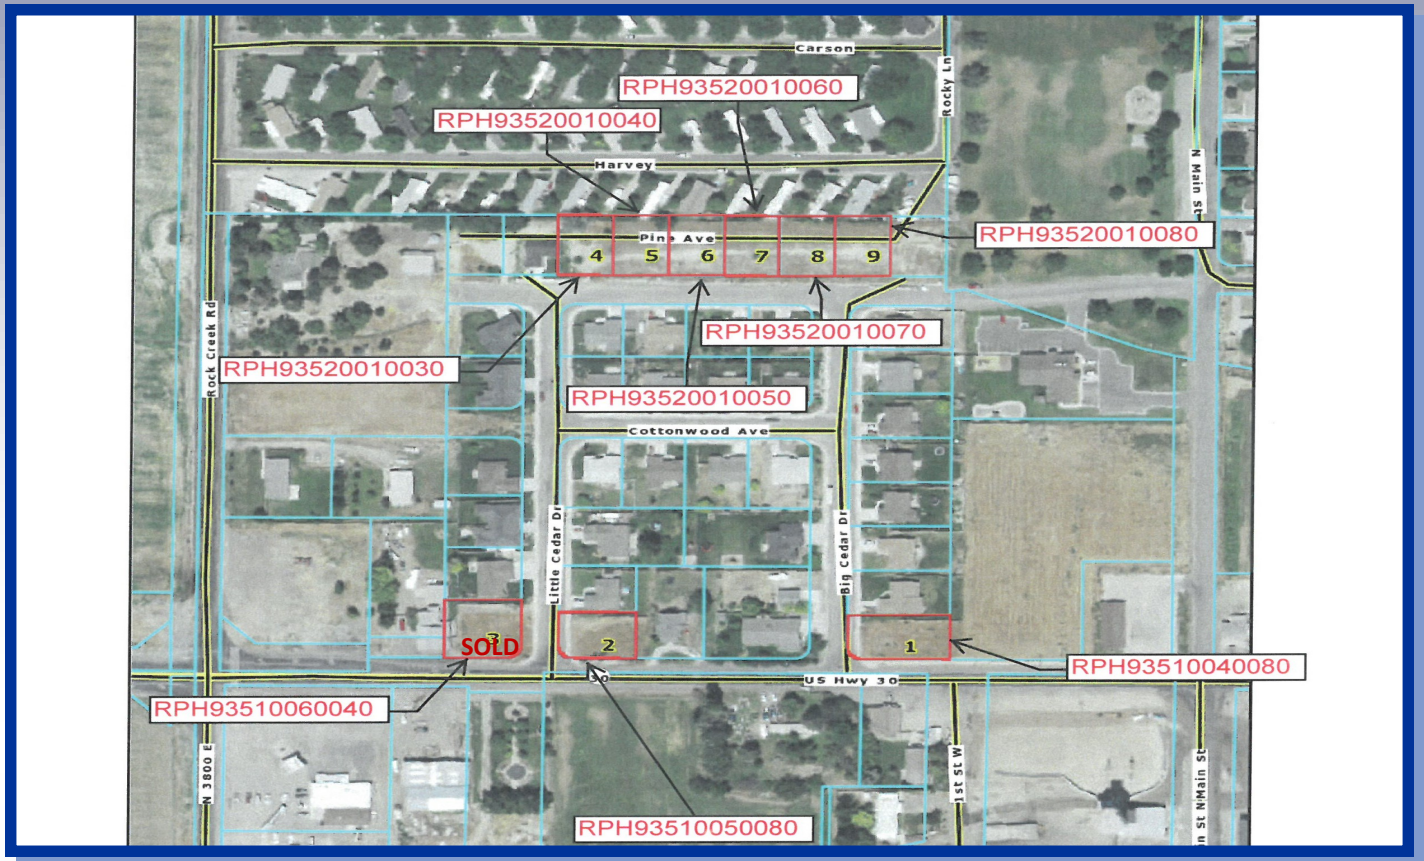 Carson
RPH93520010060
Rocky Ln
RPH93520010040
Harvey
N Main St
RPH93520010080
Pine Ave
4
5
6
7
8
9
RPH93520010070
Rock Creek Rd
RPH93520010030
RPH93520010050
Cottonwood Ave
Little Cedar Dr
Big Cedar Dr
3
SOLD
2
1
RPH93510040080
30
US Hwy 30
RPH93510060040
N 3800 E
1st St W
St N Main St
RPH93510050080